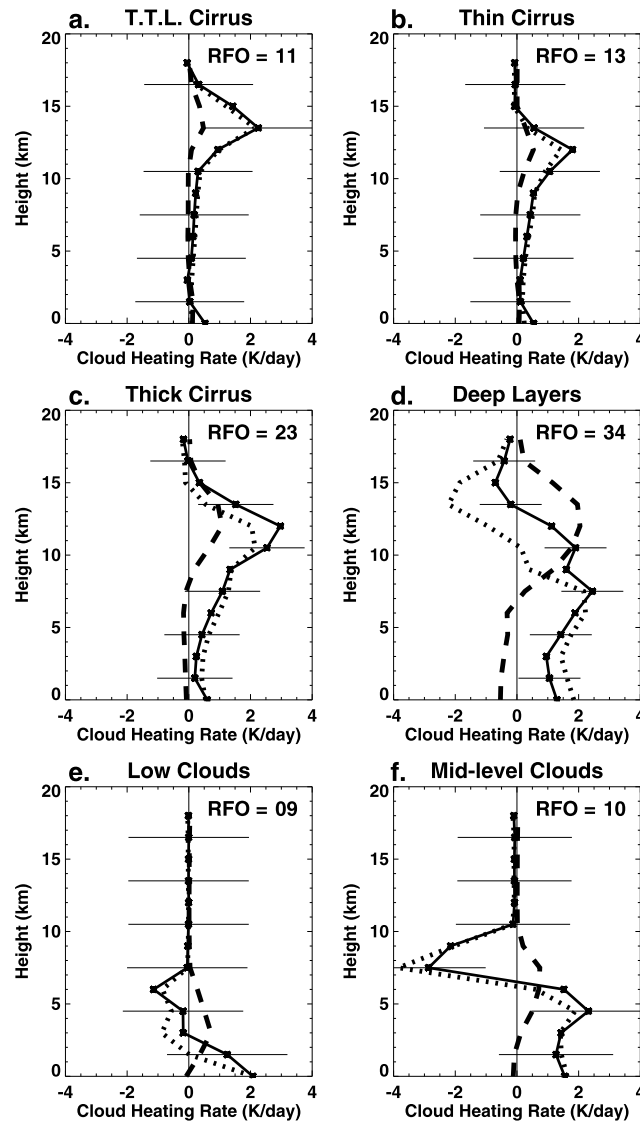 a. T.T.L. Cirrus
RFO = 11
20
15
10
5
0
Height (km)
-4 -2 0 2 4
Cloud Heating Rate (K/day)
b. Thin Cirrus
RFO = 13
20
15
10
5
0
Height (km)
-4 -2 0 2 4
Cloud Heating Rate (K/day)
c. Thick Cirrus
RFO = 23
20
15
10
5
0
Height (km)
-4 -2 0 2 4
Cloud Heating Rate (K/day)
d. Deep Layers
RFO = 34
20
15
10
5
0
Height (km)
-4 -2 0 2 4
Cloud Heating Rate (K/day)
e. Low Clouds
RFO = 09
20
15
10
5
0
Height (km)
-4 -2 0 2 4
Cloud Heating Rate (K/day)
f. Mid-level Clouds
RFO = 10
20
15
10
5
0
Height (km)
-4 -2 0 2 4
Cloud Heating Rate (K/day)